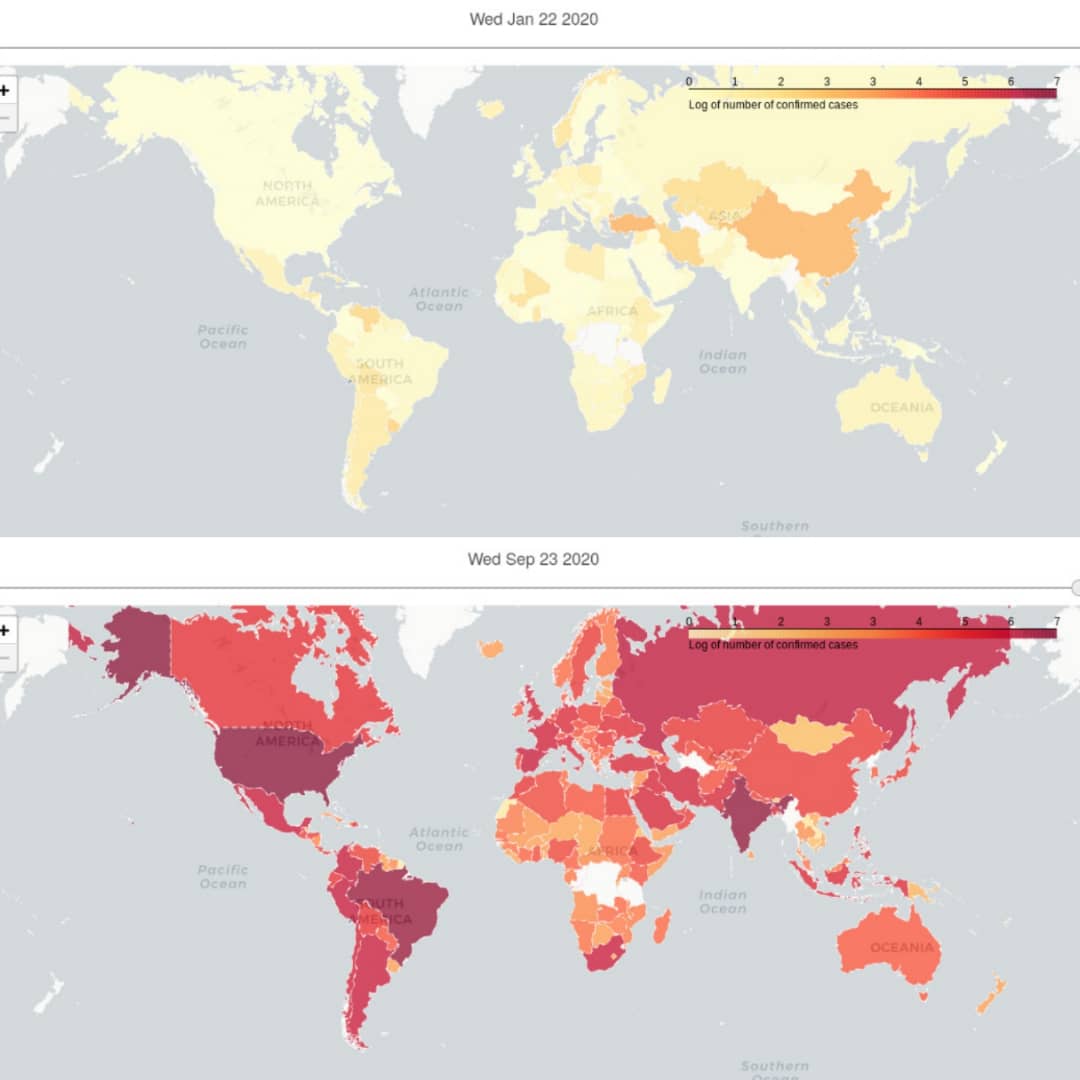 Wed Jan 22 2020
+
−
0 1 2 3 3 4 5 6 7
Log of number of confirmed cases
NORTH
AMERICA
ASIA
Atlantic
Ocean
AFRICA
Pacific
Ocean
Indian
Ocean
SOUTH
AMERICA
OCEANIA
Southern
Wed Sep 23 2020
+
−
0 1 2 3 3 4 5 6 7
Log of number of confirmed cases
NORTH
AMERICA
Atlantic
Ocean
AFRICA
Pacific
Ocean
Indian
Ocean
SOUTH
AMERICA
OCEANIA
Southern
Ocean